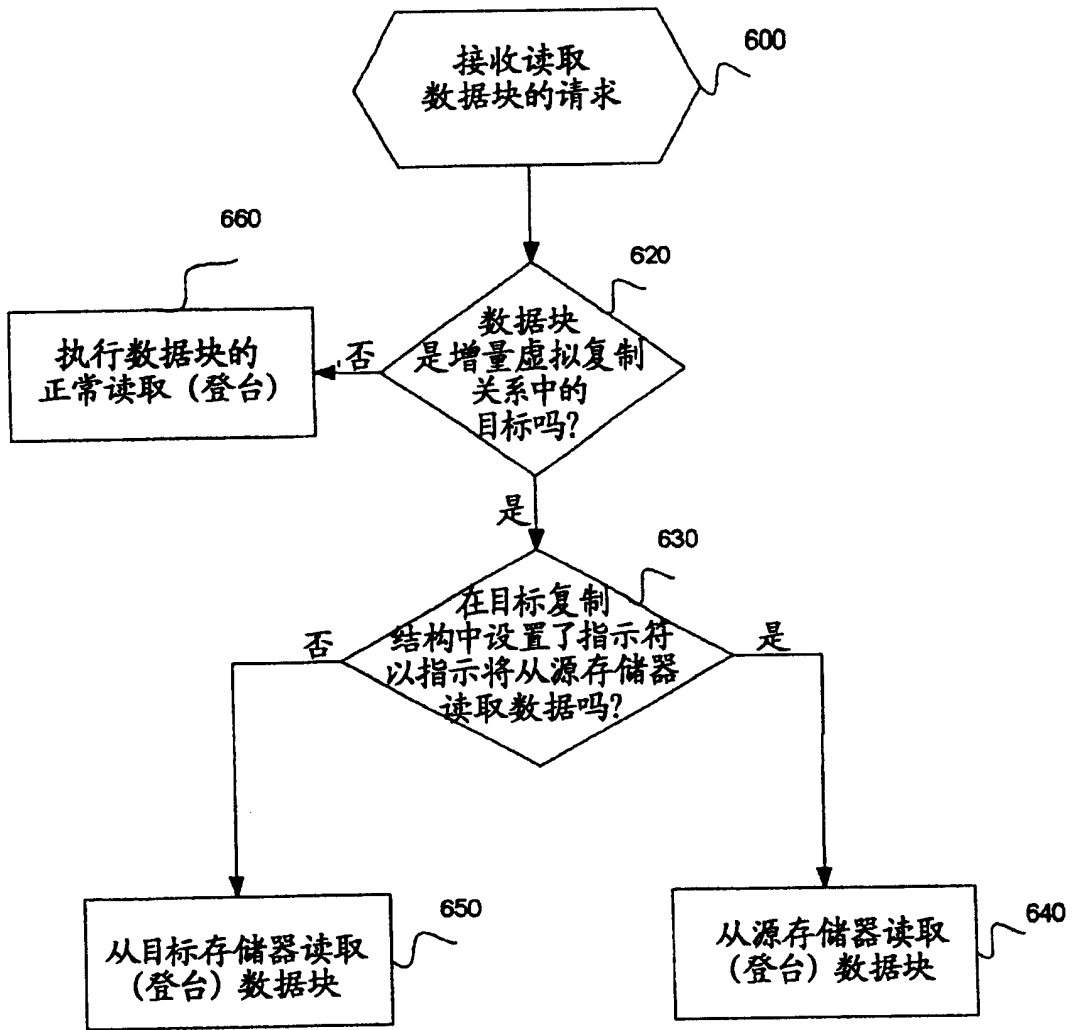 接收读取
数据块的请求
600
660
620
数据块
是增量虚拟复制
关系中的
目标吗?
否
执行数据块的
正常读取（登台）
是
630
在目标复制
结构中设置了指示符
以指示将从源存储器
读取数据吗?
否
是
650
从目标存储器读取
（登台）数据块
640
从源存储器读取
（登台）数据块